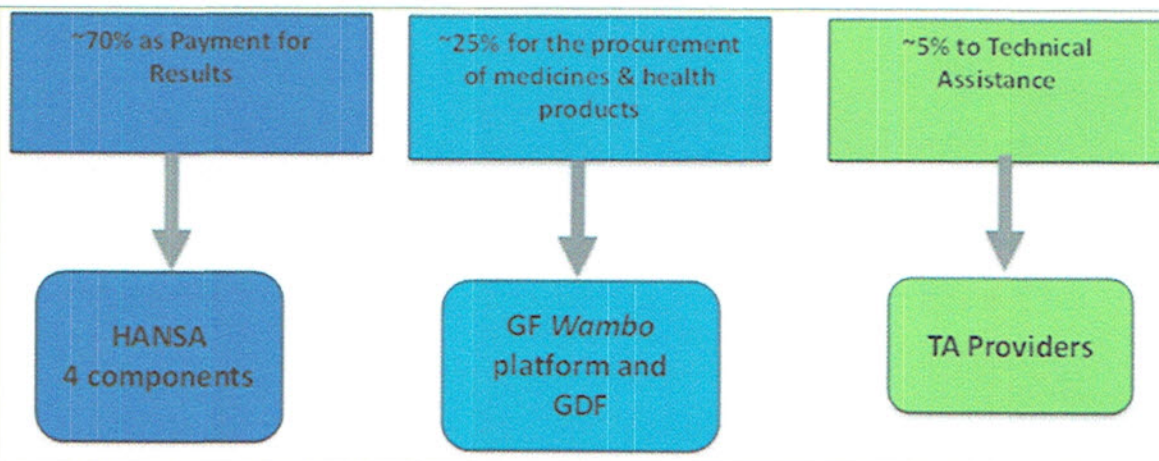 ~70% as Payment for
Results
~25% for the procurement
of medicines & health
products
~5% to Technical
Assistance
HANSA
4 components
GF Wambo
platform and
GDF
TA Providers